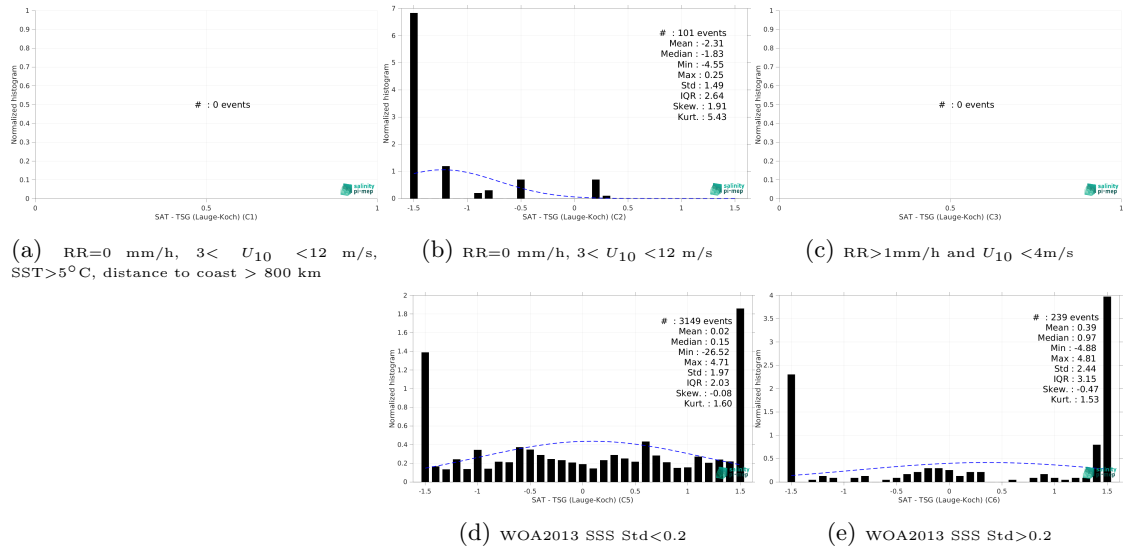 1
0.9
0.8
0.7
0.6
0.5
0.4
0.3
0.2
0.1
0
Normalized histogram
# : 0 events
0
0.5
1
SAT - TSG (Lauge-Koch) (C1)
salinity
pi-mep
(a) RR=0 mm/h, 3< U10 <12 m/s,
SST>5°C, distance to coast > 800 km
7
6
5
4
3
2
1
0
Normalized histogram
# : 101 events
Mean : -2.31
Median : -1.83
Min : -4.55
Max : 0.25
Std : 1.49
IQR : 2.64
Skew. : 1.91
Kurt. : 5.43
-1.5
-1
-0.5
0
0.5
1
1.5
SAT - TSG (Lauge-Koch) (C2)
salinity
pi-mep
(b) RR=0 mm/h, 3< U10 <12 m/s
1
0.9
0.8
0.7
0.6
0.5
0.4
0.3
0.2
0.1
0
Normalized histogram
# : 0 events
0
0.5
1
SAT - TSG (Lauge-Koch) (C3)
salinity
pi-mep
(c) RR>1mm/h and U10 <4m/s
2
1.8
1.6
1.4
1.2
1
0.8
0.6
0.4
0.2
0
Normalized histogram
# : 3149 events
Mean : 0.02
Median : 0.15
Min : -26.52
Max : 4.71
Std : 1.97
IQR : 2.03
Skew. : -0.08
Kurt. : 1.60
-1.5
-1
-0.5
0
0.5
1
1.5
SAT - TSG (Lauge-Koch) (C5)
salinity
pi-mep
(d) WOA2013 SSS Std<0.2
4
3.5
3
2.5
2
1.5
1
0.5
0
Normalized histogram
# : 239 events
Mean : 0.39
Median : 0.97
Min : -4.88
Max : 4.81
Std : 2.44
IQR : 3.15
Skew. : -0.47
Kurt. : 1.53
-1.5
-1
-0.5
0
0.5
1
1.5
SAT - TSG (Lauge-Koch) (C6)
salinity
pi-mep
(e) WOA2013 SSS Std>0.2